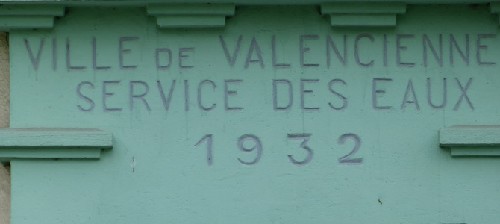 VILLE DE VALENCIENNE
SERVICE DES EAUX
1932